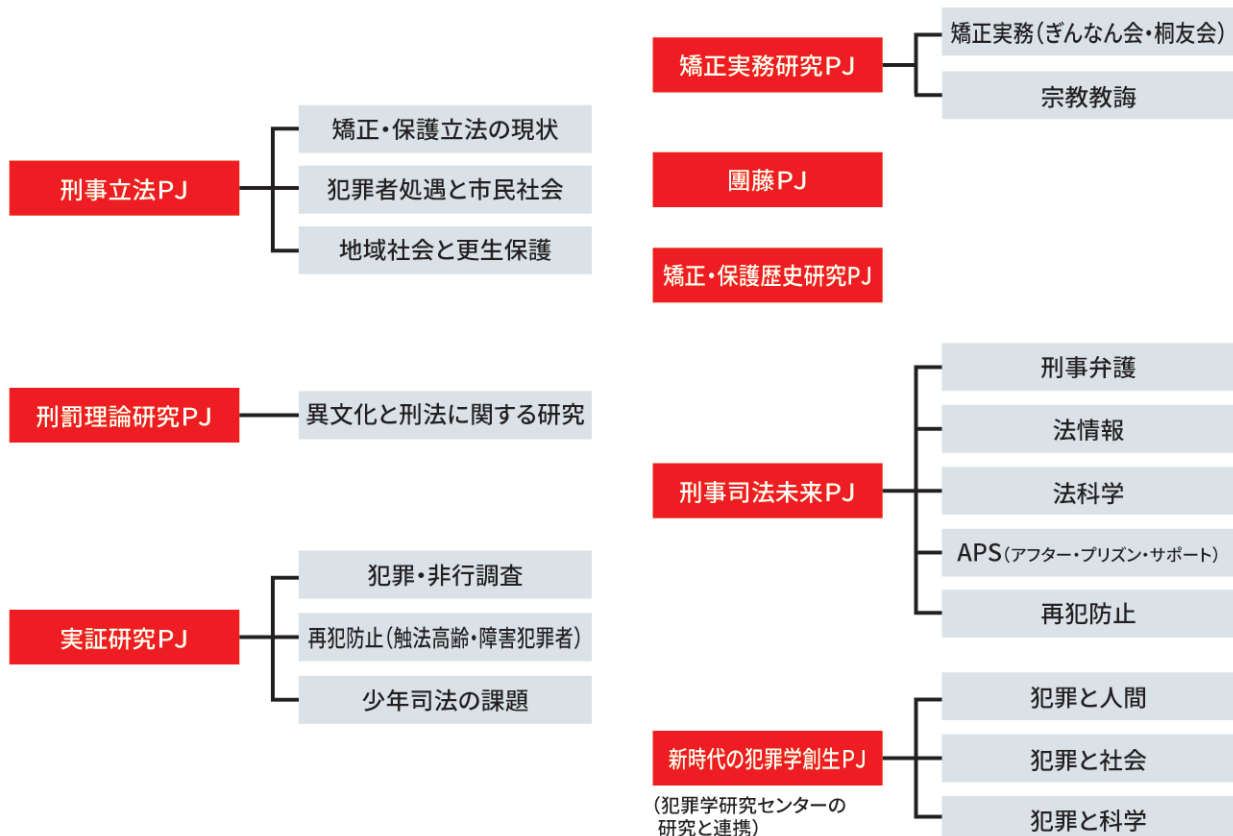 刑事立法PJ
矯正・保護立法の現状
犯罪者処遇と市民社会
地域社会と更生保護
刑罰理論研究PJ
異文化と刑法に関する研究
実証研究PJ
犯罪・非行調査
再犯防止（触法高齢・障害犯罪者）
少年司法の課題
矯正実務研究PJ
矯正実務（ぎんなん会・桐友会）
宗教教誨
團藤PJ
矯正・保護歴史研究PJ
刑事司法未来PJ
刑事弁護
法情報
法科学
APS（アフター・プリズン・サポート）
再犯防止
新時代の犯罪学創生PJ
（犯罪学研究センターの
研究と連携）
犯罪と人間
犯罪と社会
犯罪と科学